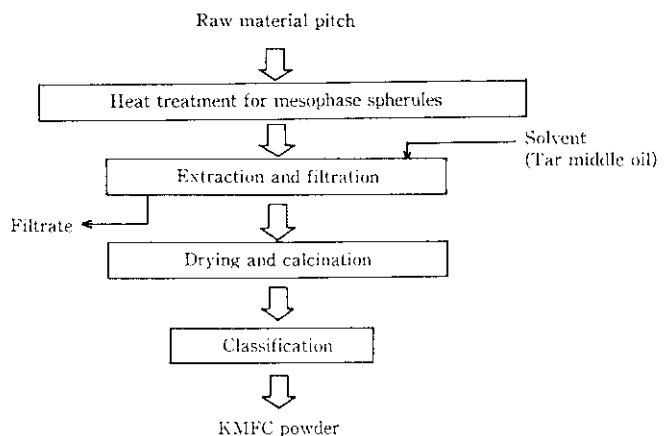 Raw material pitch
Heat treatment for mesophase spherules
Solvent
(Tar middle oil)
Extraction and filtration
Filtrate
Drying and calcination
Classification
KMFC powder